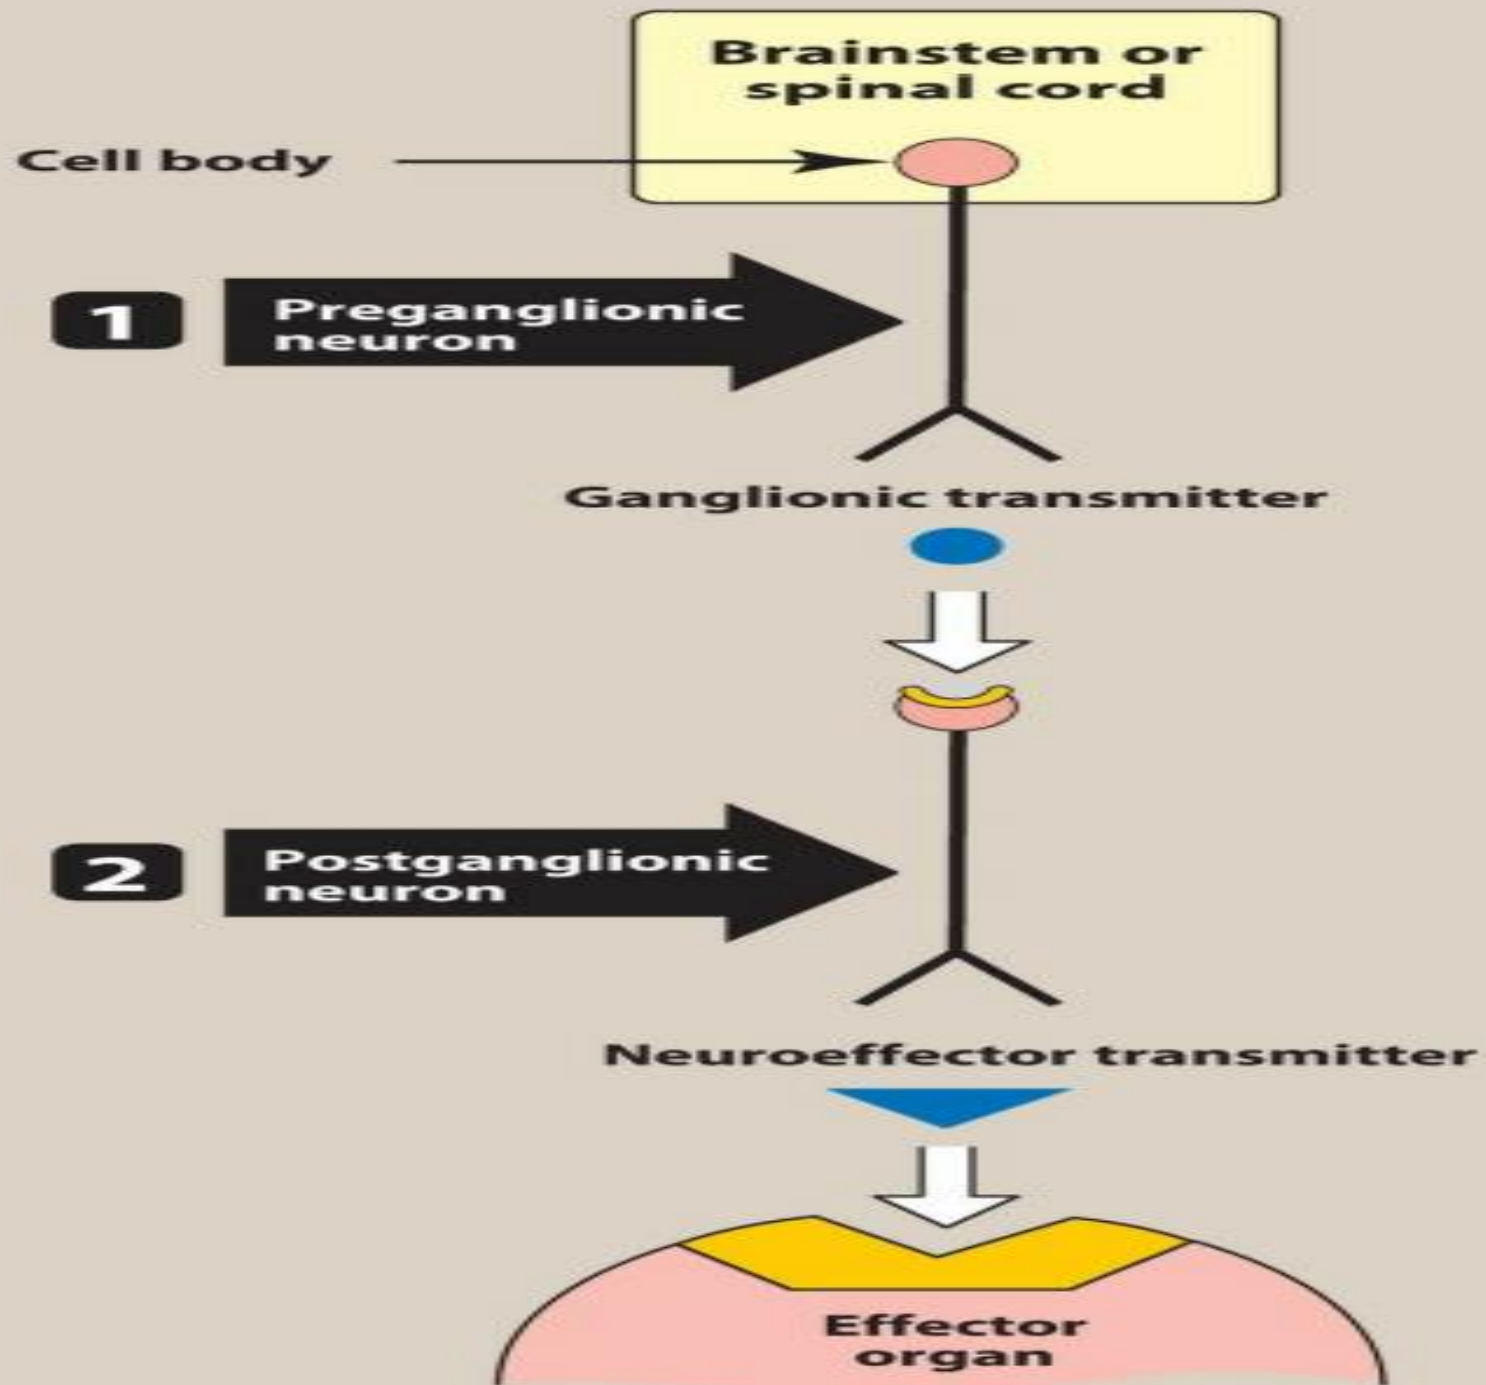 Brainstem or
spinal cord
Cell body
1
Preganglionic
neuron
Ganglionic transmitter
2
Postganglionic
neuron
Neuroeffector transmitter
Effector
organ